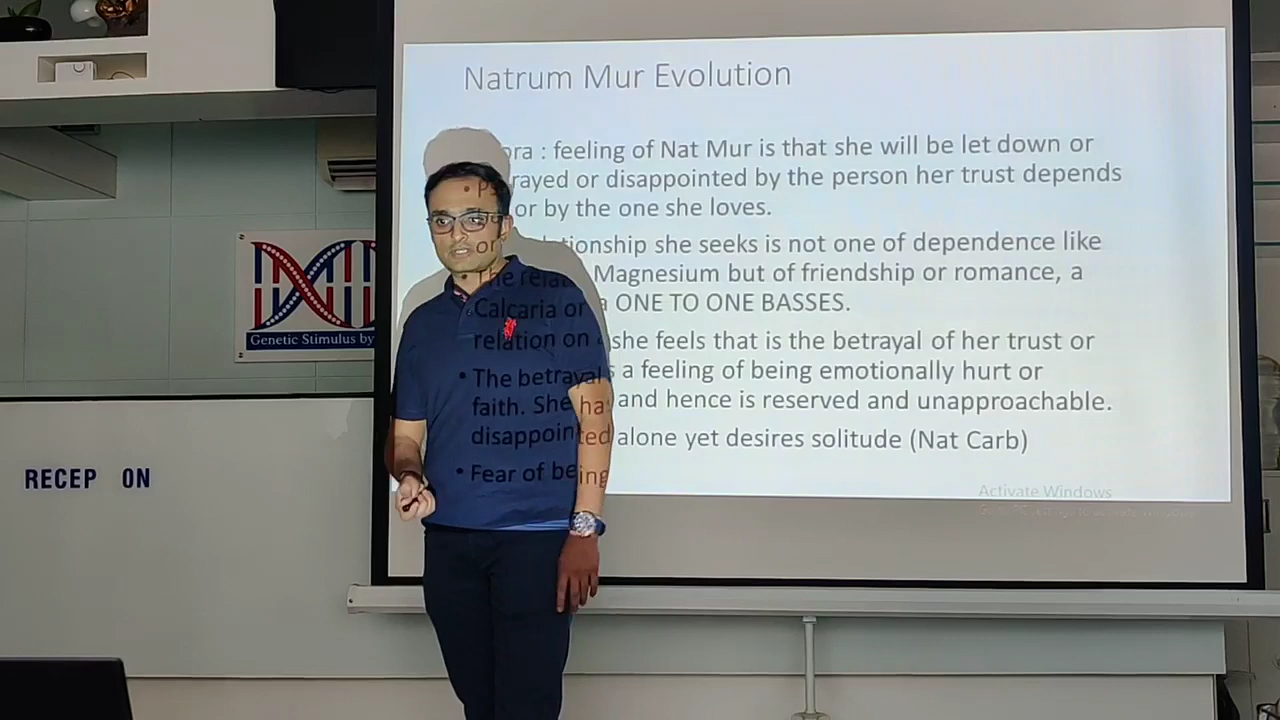 Natrum Mur Evolution
• P ora : feeling of Nat Mur is that she will be let down or
rayed or disappointed by the person her trust depends
on or by the one she loves.
• The relationship she seeks is not one of dependence like
Calcaria or Magnesium but of friendship or romance, a
relation on a ONE TO ONE BASSES.
• The betrayal she feels that is the betrayal of her trust or
faith. She has a feeling of being emotionally hurt or
disappointed and hence is reserved and unapproachable.
• Fear of being alone yet desires solitude (Nat Carb)
Activate Windows
Genetic Stimulus by
RECEP ON